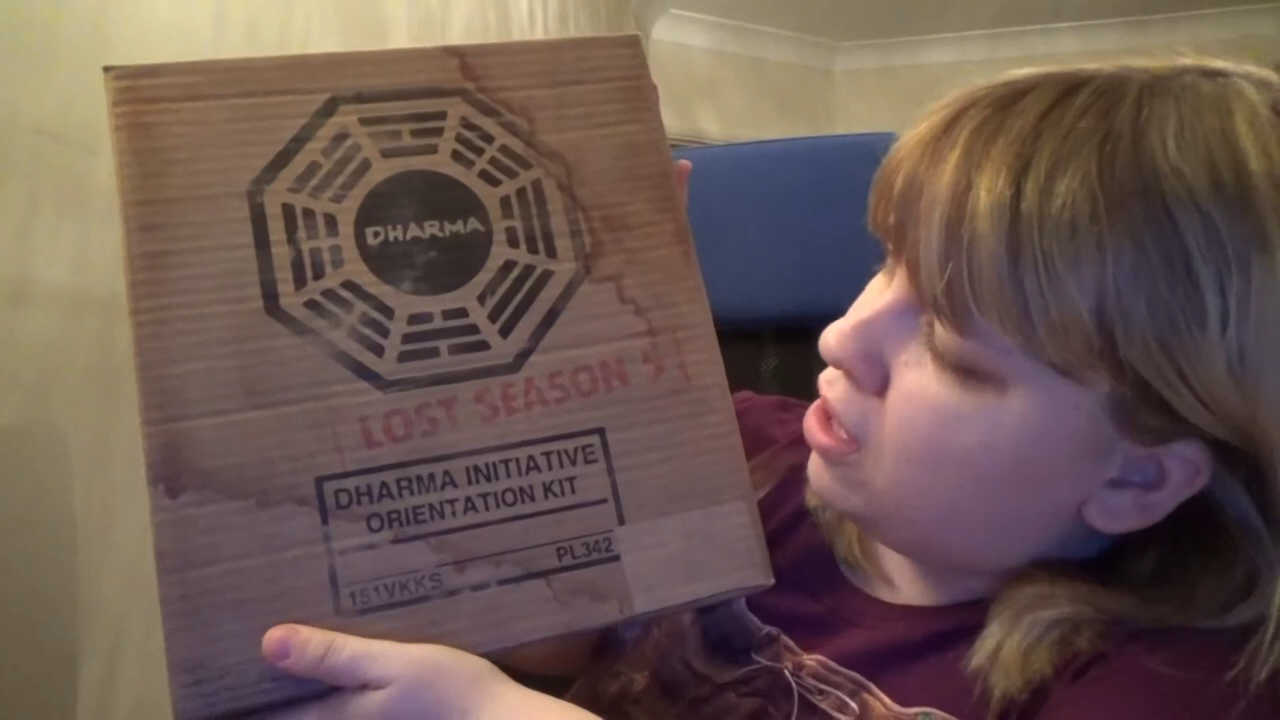 DHARMA
LOST SEASON 5
DHARMA INITIATIVE
ORIENTATION KIT
PL342
151VKKS